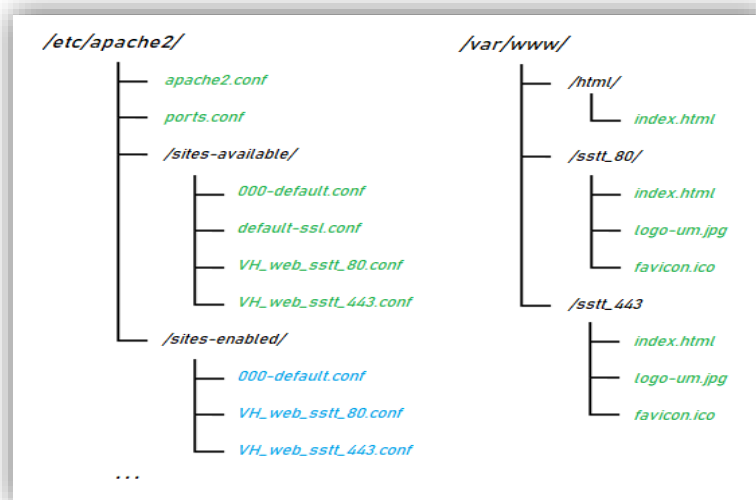 /etc/apache2/
apache2.conf
ports.conf
/sites-available/
000-default.conf
default-ssl.conf
VH_web_sstt_80.conf
VH_web_sstt_443.conf
/sites-enabled/
000-default.conf
VH_web_sstt_80.conf
VH_web_sstt_443.conf
...
/var/www/
/html/
index.html
/sstt_80/
index.html
logo-um.jpg
favicon.ico
/sstt_443
index.html
logo-um.jpg
favicon.ico